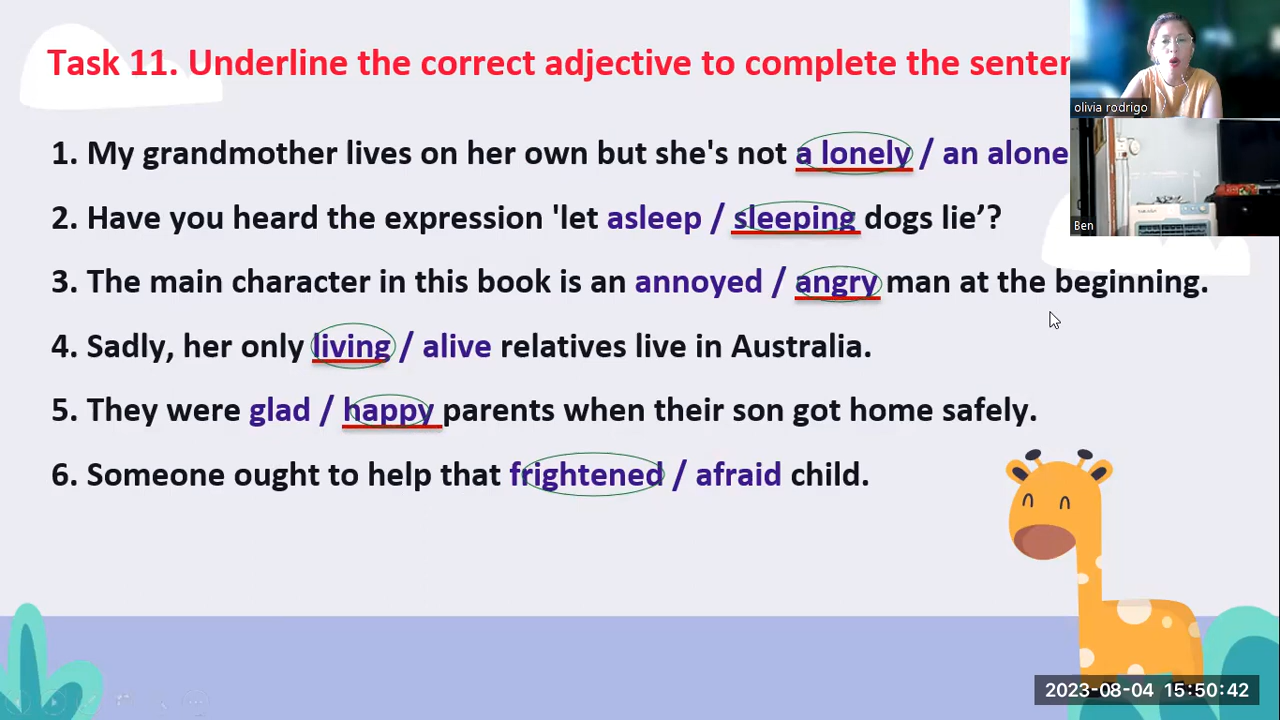 Task 11. Underline the correct adjective to complete the
olivia rodrigo
1. My grandmother lives on her own but she's not a lonely / an alone
2. Have you heard the expression 'let asleep / sleeping dogs lie’?
Ben
3. The main character in this book is an annoyed / angry man at the beginning.
4. Sadly, her only living / alive relatives live in Australia.
5. They were glad / happy parents when their son got home safely.
6. Someone ought to help that frightened / afraid child.
2023-08-04 15:50:42